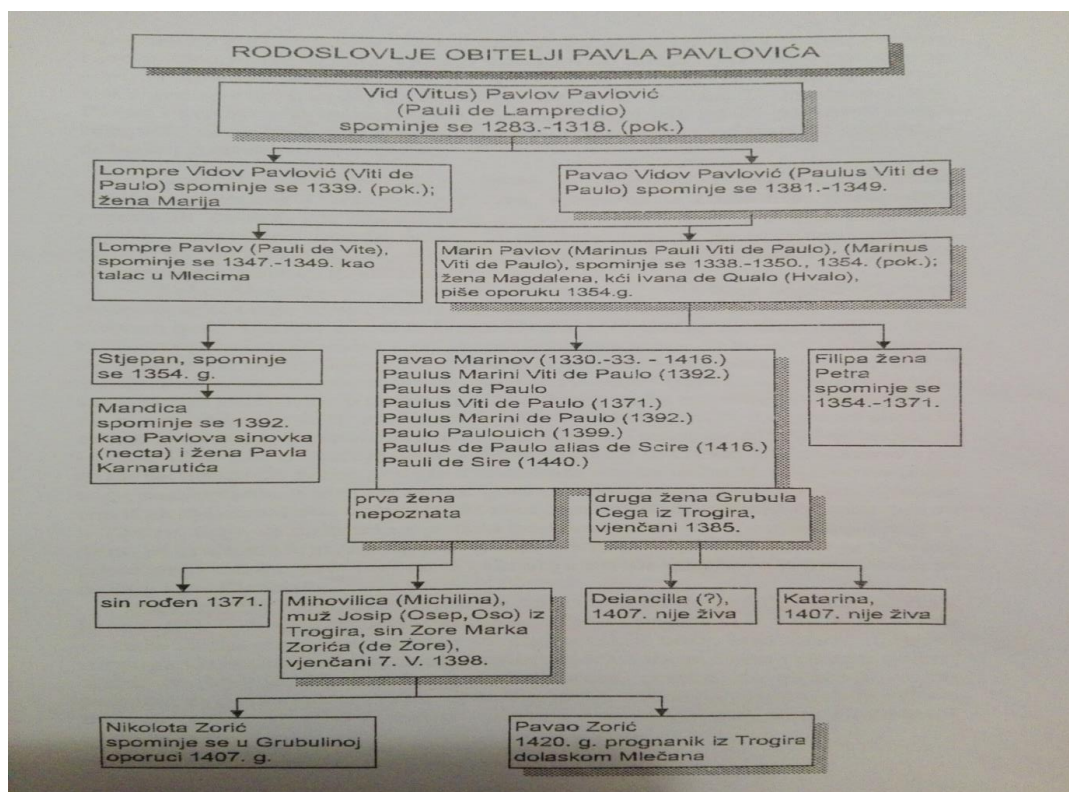 RODOSLOVLJE OBITELJI PAVLA PAVLOVIĆA
Vid (Vitus) Pavlov Pavlović
(Pauli de Lampredio)
spominje se 1283.-1318. (pok.)
Lompre Vidov Pavlović (Viti de
Paulo) spominje se 1339. (pok.);
žena Marija
Pavao Vidov Pavlović (Paulus Viti de
Paulo) spominje se 1381.-1349.
Lompre Pavlov (Pauli de Vite),
spominje se 1347.-1349. kao
talac u Mlecima
Marin Pavlov (Marinus Pauli Viti de Paulo), (Marinus
Viti de Paulo), spominje se 1338.-1350., 1354. (pok.);
žena Magdalena, kći Ivana de Qualo (Hvalo),
piše oporuku 1354.g.
Stjepan, spominje
se 1354. g.
Mandica
spominje se 1392.
kao Pavlova sinovka
(necta) i žena Pavla
Karnarutića
Pavao Marinov (1330.-33. - 1416.)
Paulus Marini Viti de Paulo (1392.)
Paulus de Paulo
Paulus Viti de Paulo (1371.)
Paulus Marini de Paulo (1392.)
Paulo Paulouich (1399.)
Paulus de Paulo alias de Scire (1416.)
Pauli de Sire (1440.)
Filipa žena
Petra
spominje se
1354.-1371.
prva žena
nepoznata
druga žena Grubula
Cega iz Trogira,
vjenčani 1385.
sin rođen 1371.
Mihovilica (Michilina),
muž Josip (Osep, Oso) iz
Trogira, sin Zore Marka
Zorića (de Zore),
vjenčani 7. V. 1398.
Deiancilla (?),
1407. nije živa
Katarina,
1407. nije živa
Nikolota Zorić
spominje se u Grubulinoj
oporuci 1407. g.
Pavao Zorić
1420. g. prognanik iz Trogira
dolaskom Mlečana